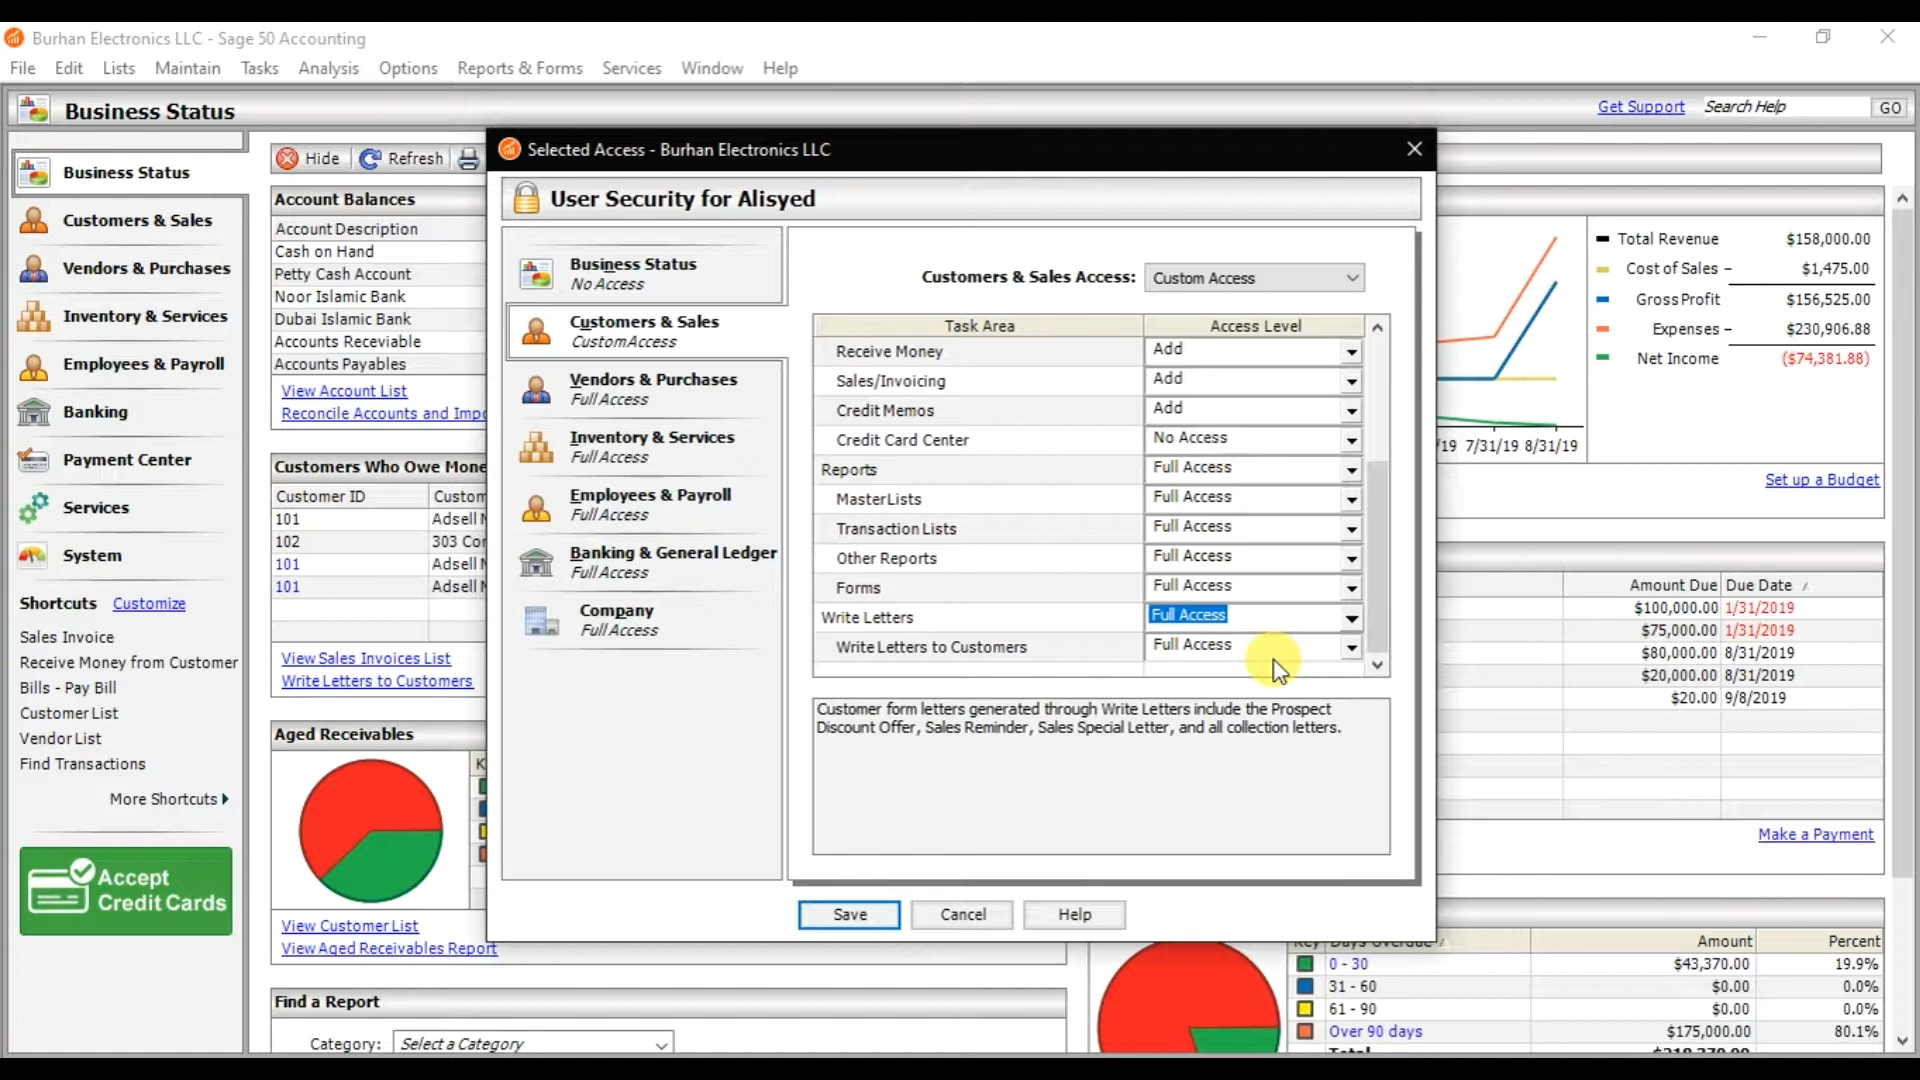 Burhan Electronics LLC - Sage 50 Accounting
File Edit Lists Maintain Tasks Analysis Options Reports & Forms Services Window Help
Business Status
Get Support Search Help GO
Business Status
Customers & Sales
Vendors & Purchases
Inventory & Services
Employees & Payroll
Banking
Payment Center
Services
System
Shortcuts Customize
Sales Invoice
Receive Money from Customer
Bills - Pay Bill
Customer List
Vendor List
Find Transactions
More Shortcuts
Accept
Credit Cards
Hide Refresh
Account Balances
Account Description
Cash on Hand
Petty Cash Account
Noor Islamic Bank
Dubai Islamic Bank
Accounts Receivable
Accounts Payables
View Account List
Reconcile Accounts and
Customers Who Owe
Customer ID
101 Adsell
102 303
101 Adsell
101 Adsell
View Sales Invoices List
Write Letters to Customers
Aged Receivables
View Customer List
View Aged Receivables Report
Find a Report
Category: Select a Category
Selected Access - Burhan Electronics LLC
User Security for Alisyed
Business Status
No Access
Customers & Sales
Custom Access
Vendors & Purchases
Full Access
Inventory & Services
Full Access
Employees & Payroll
Full Access
Banking & General Ledger
Full Access
Company
Full Access
Customers & Sales Access: Custom Access
Task Area Access Level
Receive Money Add
Sales/Invoicing Add
Credit Memos Add
Credit Card Center No Access
Reports Full Access
Master Lists Full Access
Transaction Lists Full Access
Other Reports Full Access
Forms Full Access
Write Letters Full Access
Write Letters to Customers Full Access
Customer form letters generated through Write Letters include the Prospect
Discount Offer, Sales Reminder, Sales Special Letter, and all collection letters.
Save Cancel Help
Total Revenue $158,000.00
Cost of Sales - $1,475.00
Gross Profit $156,525.00
Expenses - $230,906.88
Net Income ($74,381.88)
/19 7/31/19 8/31/19
Set up a Budget
Amount Due Due Date
$100,000.00 1/31/2019
$75,000.00 1/31/2019
$80,000.00 8/31/2019
$20,000.00 8/31/2019
$20.00 9/8/2019
Make a Payment
Key Days Overdue Amount Percent
0 - 30 $43,370.00 19.9%
31 - 60 $0.00 0.0%
61 - 90 $0.00 0.0%
Over 90 days $175,000.00 80.1%
Total